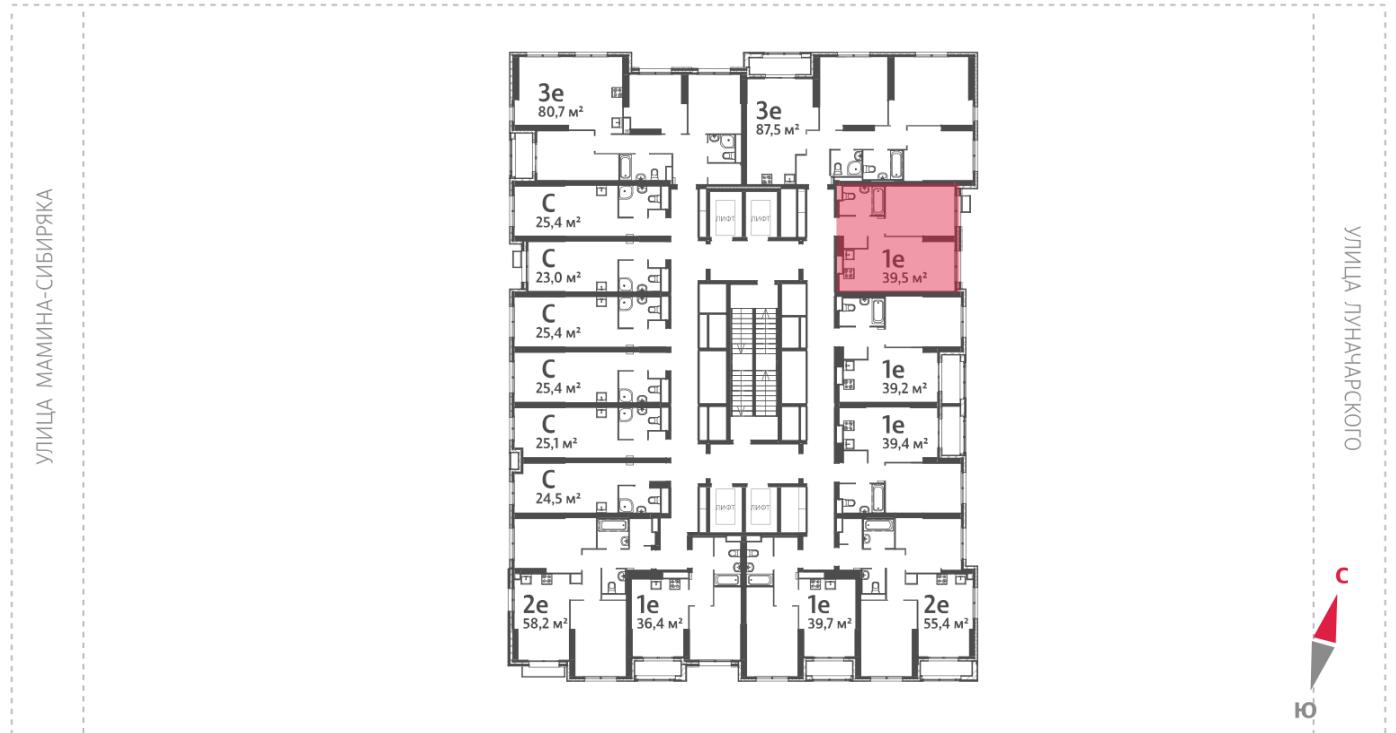 УЛИЦА МАМИНА-СИБИРЯКА
3е
80,7 м²
3е
87,5 м²
С
25,4 м²
ЛИФТ
ЛИФТ
С
23,0 м²
1е
39,5 м²
С
25,4 м²
С
25,4 м²
1е
39,2 м²
С
25,1 м²
1е
39,4 м²
С
24,5 м²
ЛИФТ
ЛИФТ
2е
58,2 м²
1е
36,4 м²
1е
39,7 м²
2е
55,4 м²
УЛИЦА ЛУНАЧАРСКОГО
С
Ю